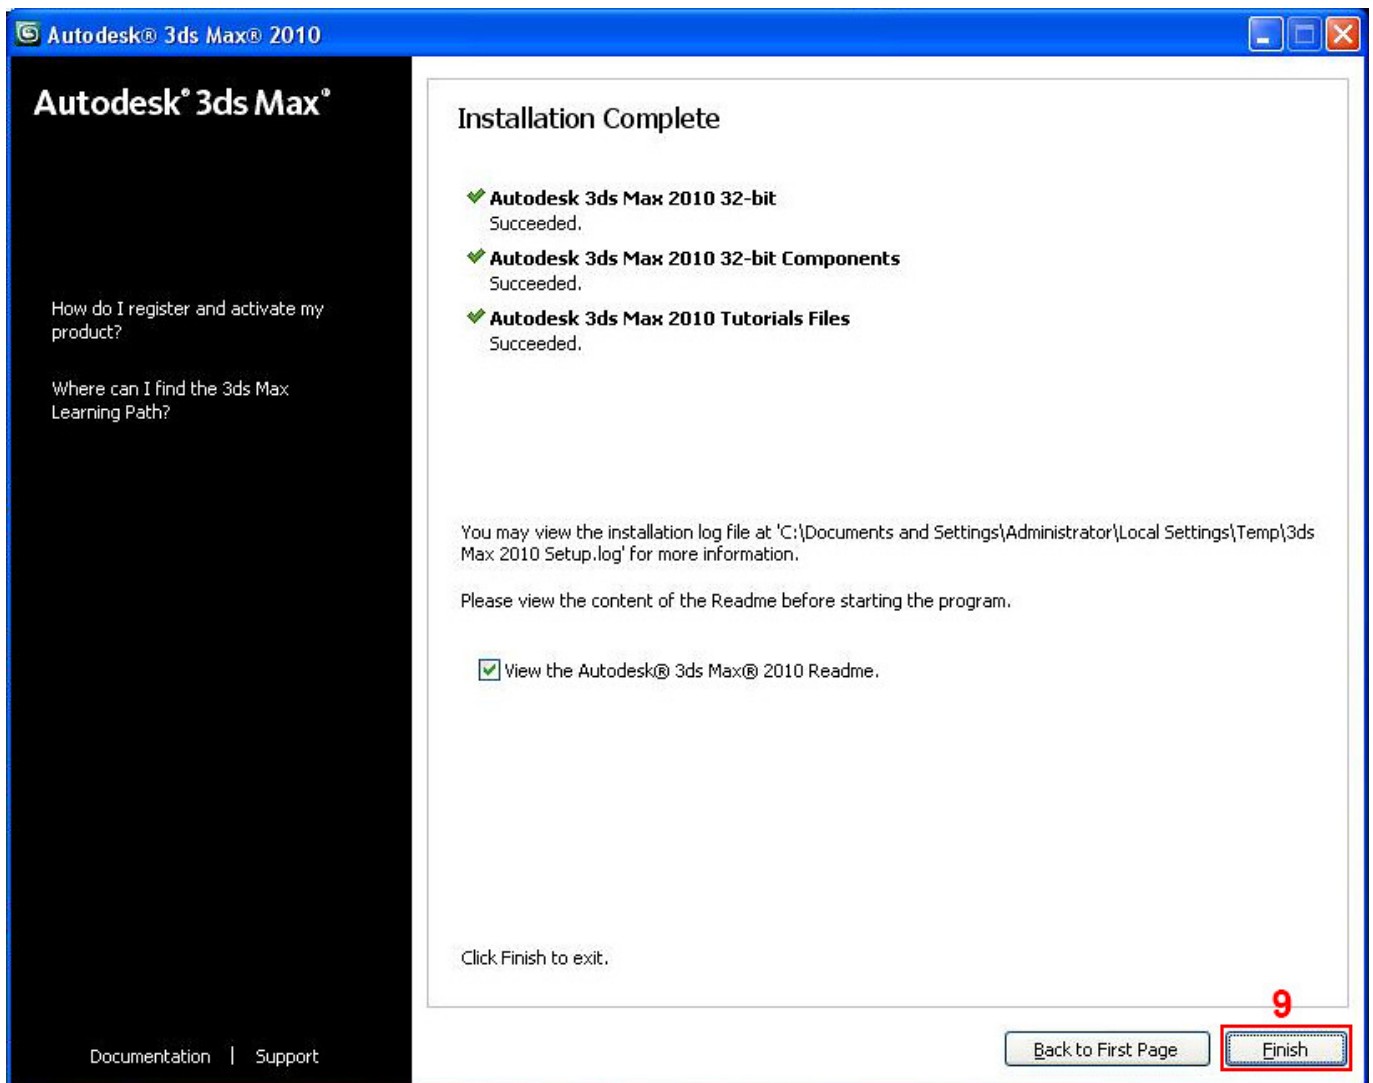 Autodesk® 3ds Max® 2010
Autodesk® 3ds Max®
Installation Complete
Autodesk 3ds Max 2010 32-bit
Succeeded.
Autodesk 3ds Max 2010 32-bit Components
Succeeded.
Autodesk 3ds Max 2010 Tutorials Files
Succeeded.
How do I register and activate my
product?
Where can I find the 3ds Max
Learning Path?
You may view the installation log file at 'C:\Documents and Settings\Administrator\Local Settings\Temp\3ds
Max 2010 Setup.log' for more information.
Please view the content of the Readme before starting the program.
View the Autodesk® 3ds Max® 2010 Readme.
Click Finish to exit.
9
Documentation | Support
Back to First Page
Finish